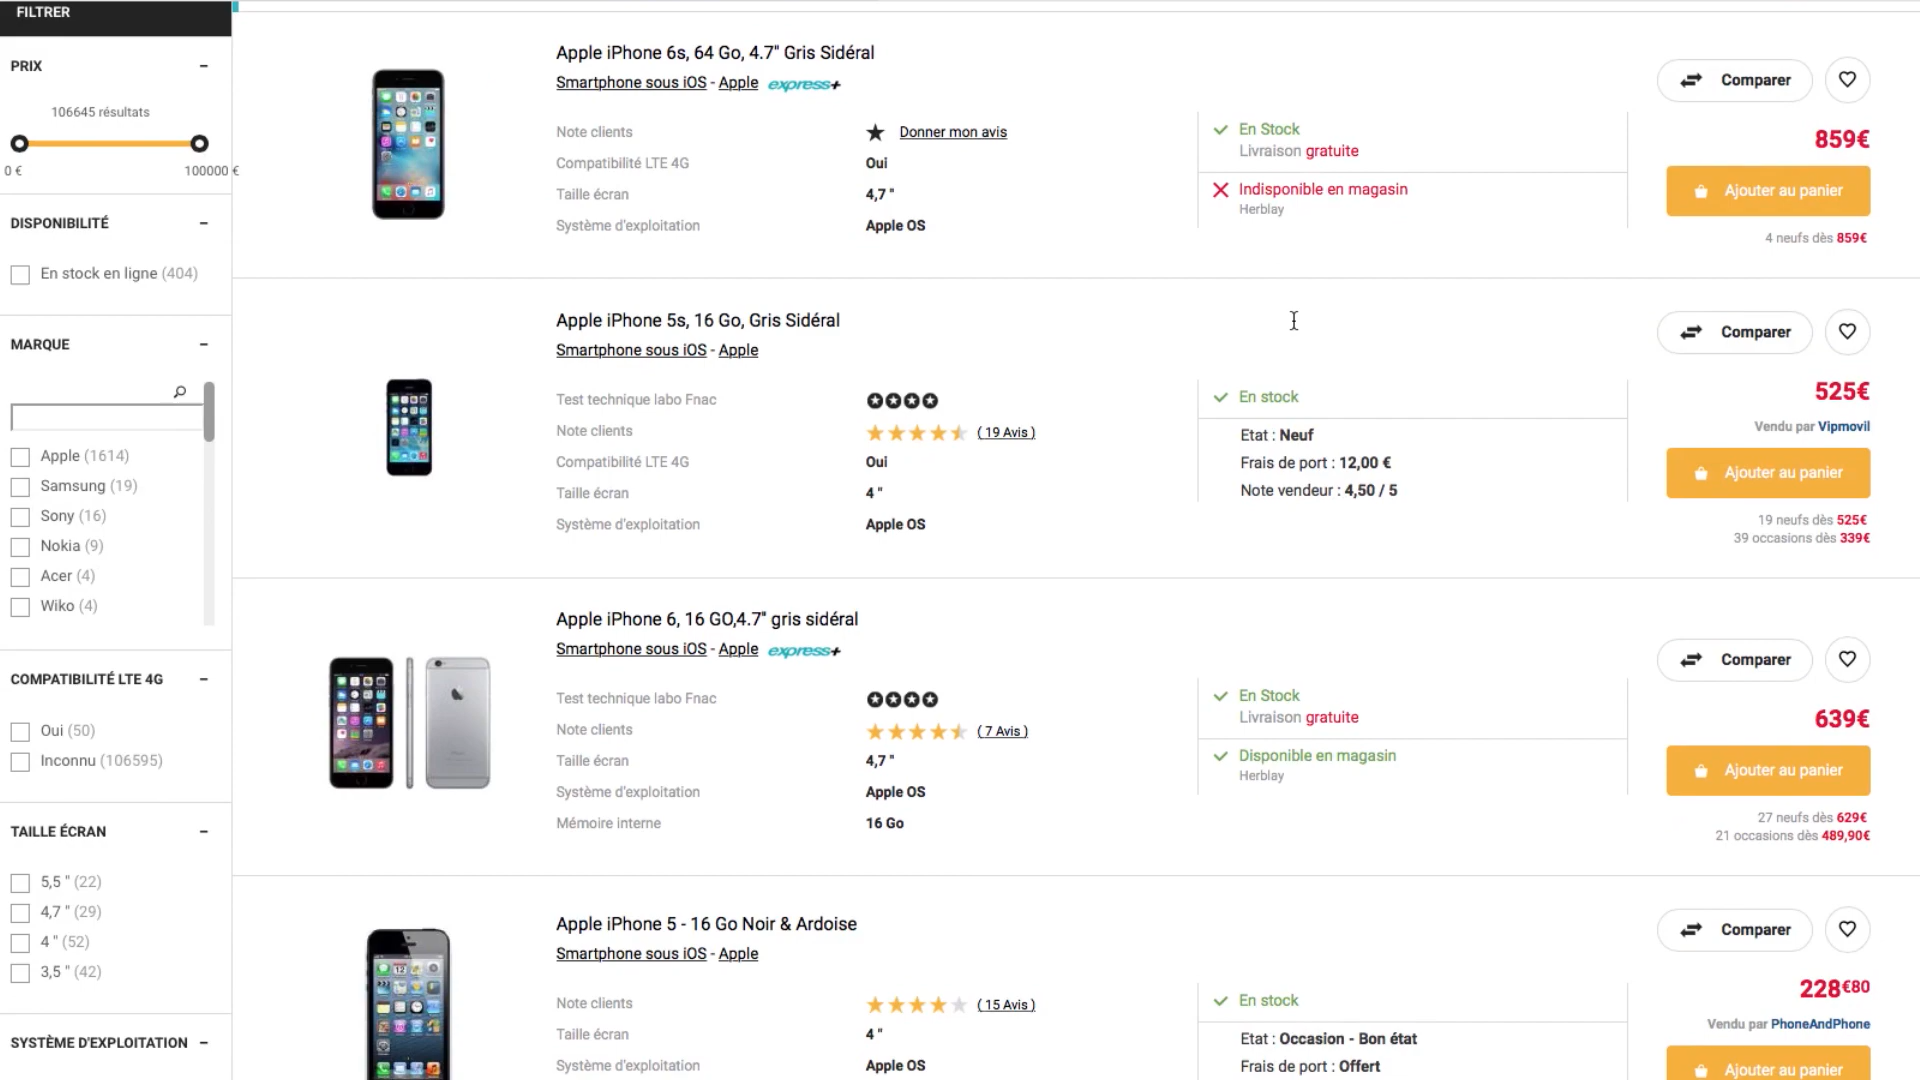 FILTRER
PRIX
106645 résultats
0 €
100000 €
DISPONIBILITÉ
En stock en ligne (404)
MARQUE
Apple (1614)
Samsung (19)
Sony (16)
Nokia (9)
Acer (4)
Wiko (4)
COMPATIBILITÉ LTE 4G
Oui (50)
Inconnu (106595)
TAILLE ÉCRAN
5,5 " (22)
4,7 " (29)
4 " (52)
3,5 " (42)
SYSTÈME D'EXPLOITATION
Apple iPhone 6s, 64 Go, 4.7" Gris Sidéral
Smartphone sous iOS - Apple express+
Note clients Donner mon avis
Compatibilité LTE 4G Oui
Taille écran 4,7 "
Système d'exploitation Apple OS
En Stock
Livraison gratuite
Indisponible en magasin
Herblay
Comparer
859€
Ajouter au panier
4 neufs dès 859€
Apple iPhone 5s, 16 Go, Gris Sidéral
Smartphone sous iOS - Apple
Test technique labo Fnac
Note clients ( 19 Avis )
Compatibilité LTE 4G Oui
Taille écran 4 "
Système d'exploitation Apple OS
En stock
Etat : Neuf
Frais de port : 12,00 €
Note vendeur : 4,50 / 5
Comparer
525€
Vendu par Vipmovil
Ajouter au panier
19 neufs dès 525€
39 occasions dès 339€
Apple iPhone 6, 16 GO,4.7" gris sidéral
Smartphone sous iOS - Apple express+
Test technique labo Fnac
Note clients ( 7 Avis )
Taille écran 4,7 "
Système d'exploitation Apple OS
Mémoire interne 16 Go
En Stock
Livraison gratuite
Disponible en magasin
Herblay
Comparer
639€
Ajouter au panier
27 neufs dès 629€
21 occasions dès 489,90€
Apple iPhone 5 - 16 Go Noir & Ardoise
Smartphone sous iOS - Apple
Note clients ( 15 Avis )
Taille écran 4 "
Système d'exploitation Apple OS
En stock
Etat : Occasion - Bon état
Frais de port : Offert
Comparer
228€80
Vendu par PhoneAndPhone
Ajouter au panier